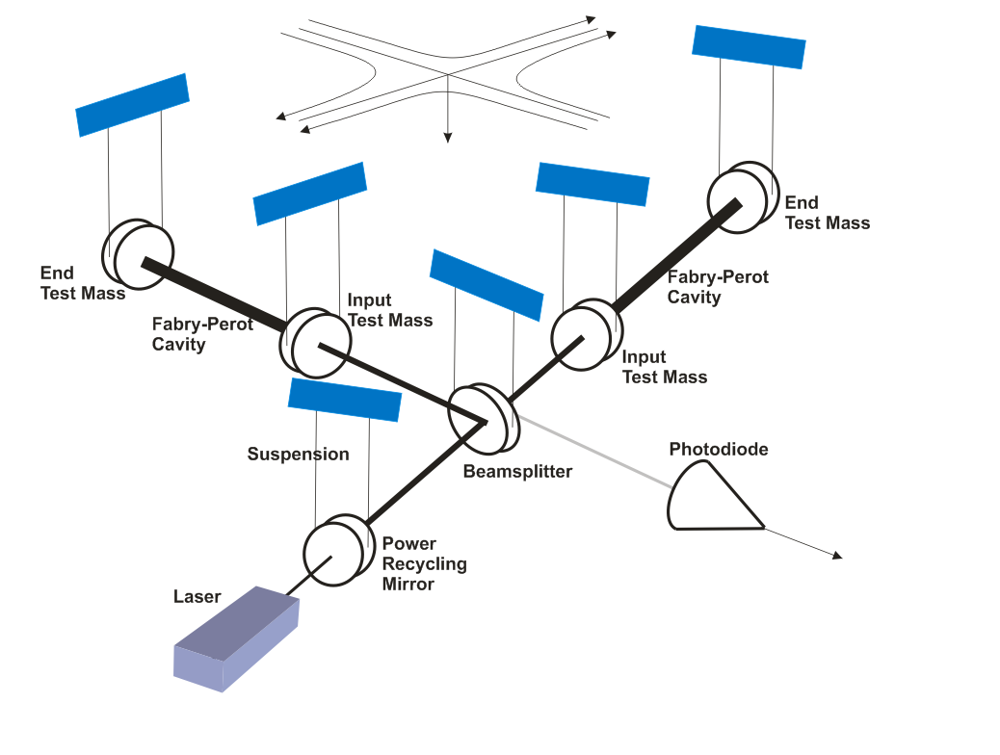 End
Test Mass
End
Test Mass
Fabry-Perot
Cavity
Input
Test Mass
Fabry-Perot
Cavity
Input
Test Mass
Suspension
Beamsplitter
Photodiode
Power
Recycling
Mirror
Laser